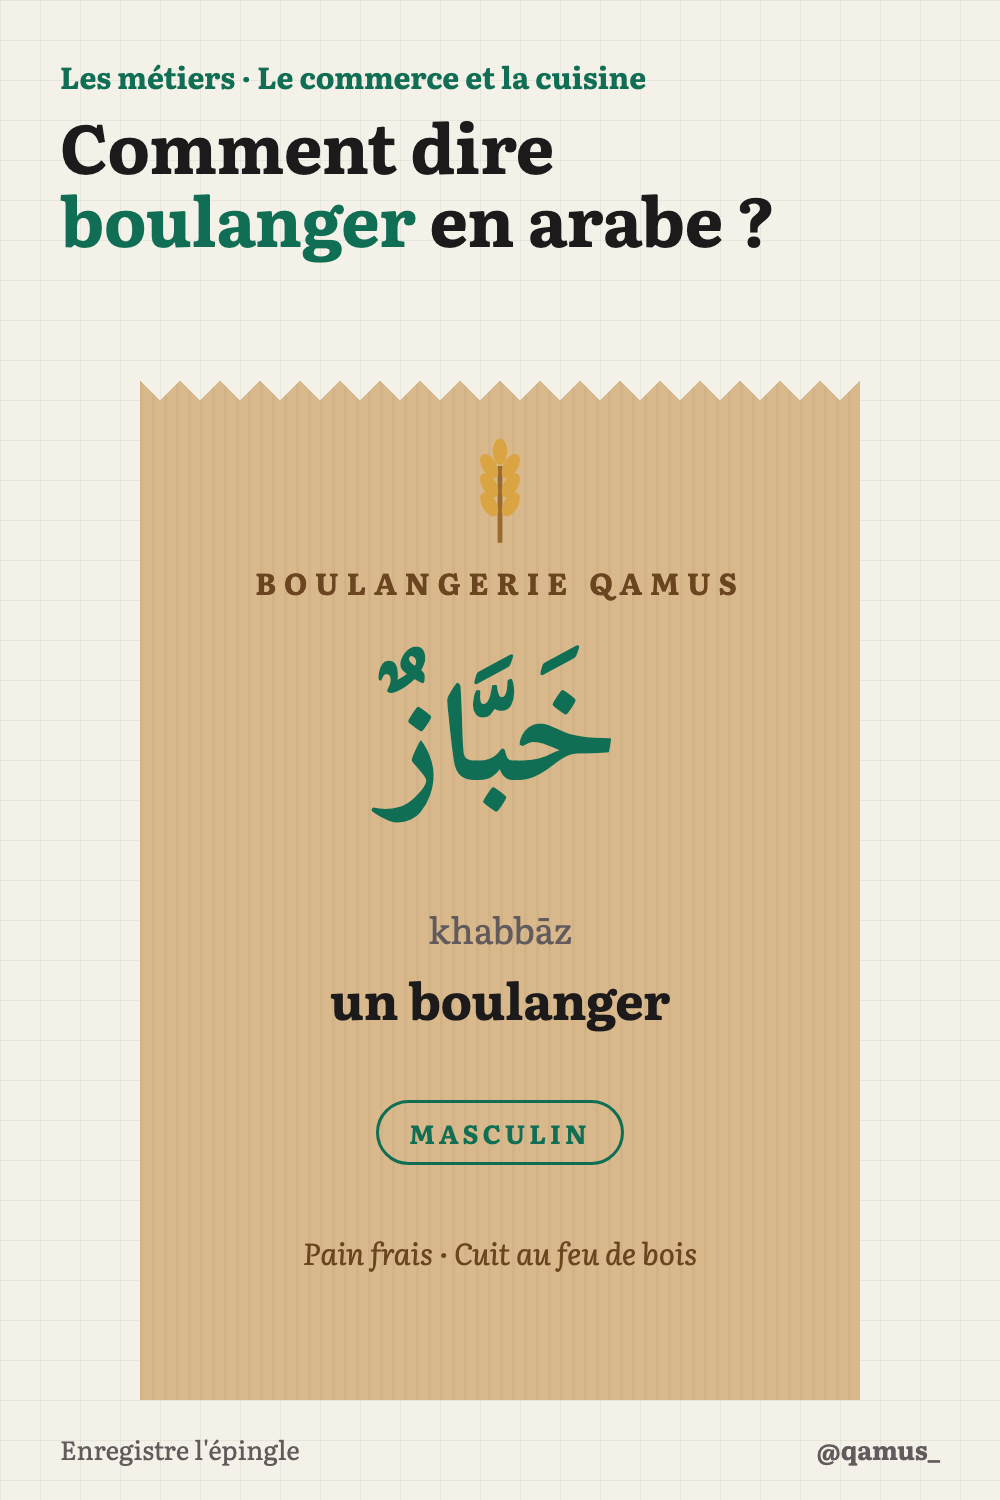 Les métiers · Le commerce et la cuisine
Comment dire
boulanger en arabe ?
BOULANGERIE QAMUS
خَبَّازٌ
khabbāz
un boulanger
MASCULIN
Pain frais · Cuit au feu de bois
Enregistre l'épingle
@qamus_